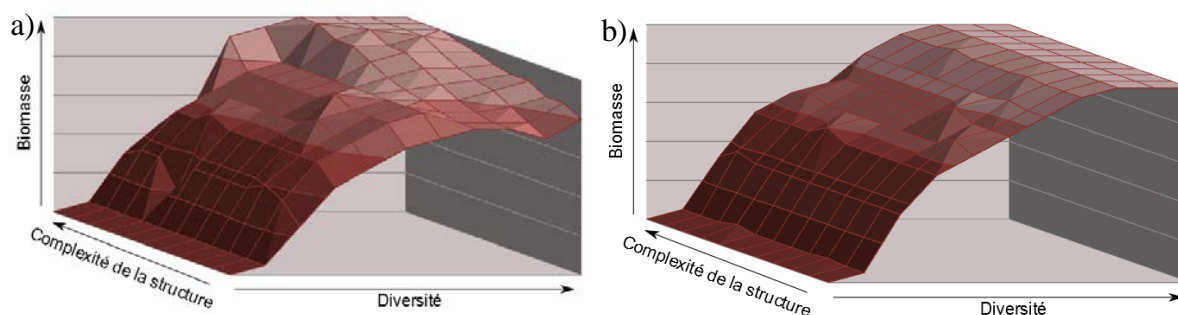 a)
Biomasse
Complexité de la structure
Diversité
b)
Biomasse
Complexité de la structure
Diversité